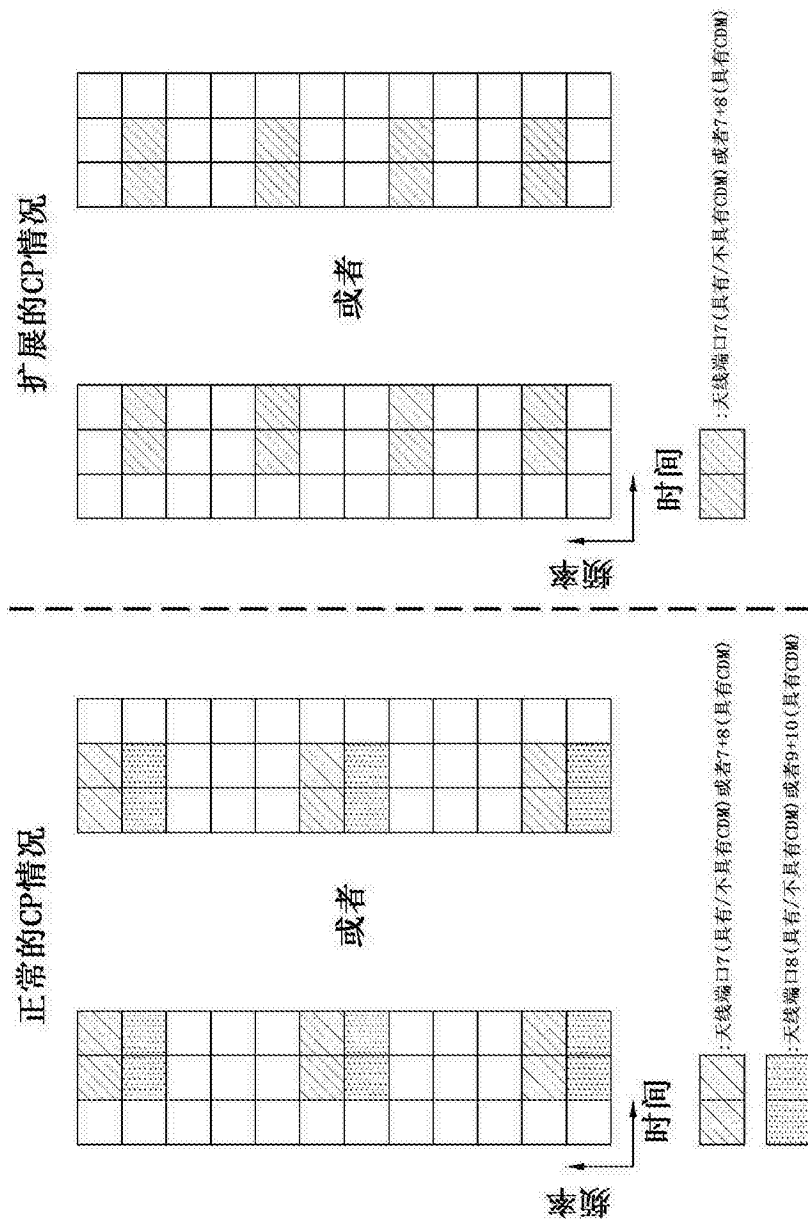 正常的CP情况
或者
频率
时间
:天线端口7(具有/不具有CDM)或者7+8(具有CDM)
:天线端口8(具有/不具有CDM)或者9+10(具有CDM)
扩展的CP情况
或者
频率
时间
:天线端口7(具有/不具有CDM)或者7+8(具有CDM)